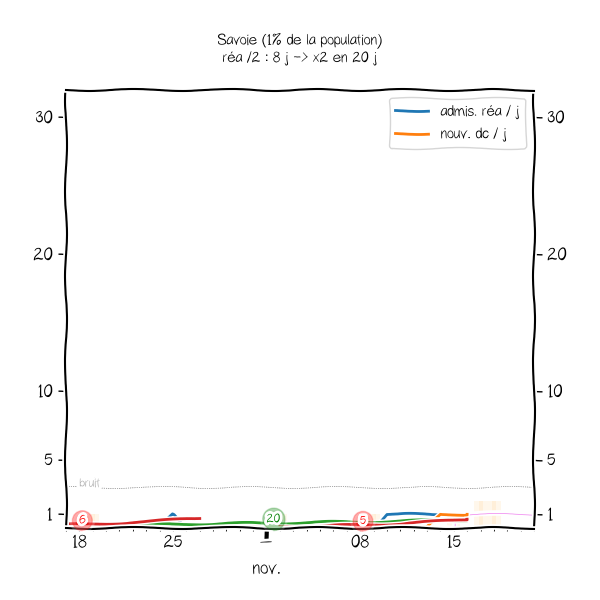 Savoie (1% de la population)
réa /2 : 8 j -> x2 en 20 j
admis. réa / j
nouv. dc / j
30
30
20
20
10
10
5
5
bruit
1
1
6
20
5
18
25
08
15
nov.